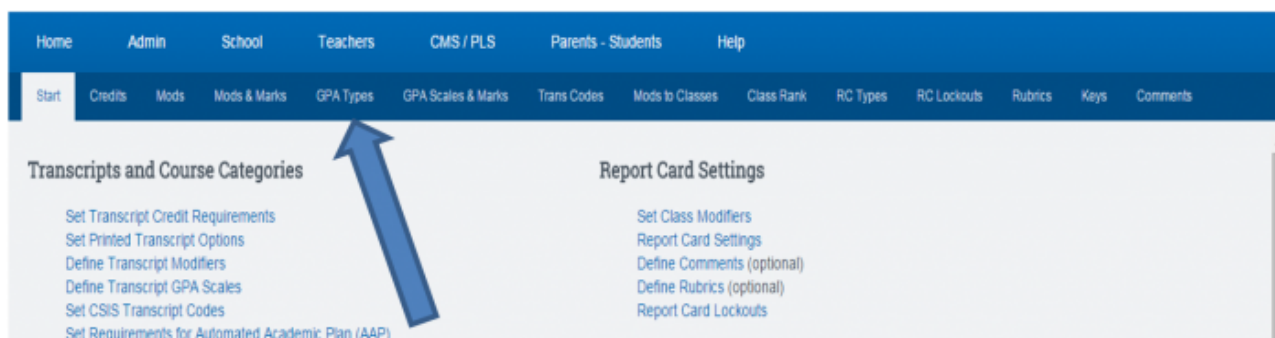 Home Admin School Teachers CMS / PLS Parents - Students Help
Start Credits Mods Mods & Marks GPA Types GPA Scales & Marks Trans Codes Mods to Classes Class Rank RC Types RC Lockouts Rubrics Keys Comments
Transcripts and Course Categories
Set Transcript Credit Requirements
Set Printed Transcript Options
Define Transcript Modifiers
Define Transcript GPA Scales
Set CSIS Transcript Codes
Set Requirements for Automated Academic Plan (AAP)
Report Card Settings
Set Class Modifiers
Report Card Settings
Define Comments (optional)
Define Rubrics (optional)
Report Card Lockouts